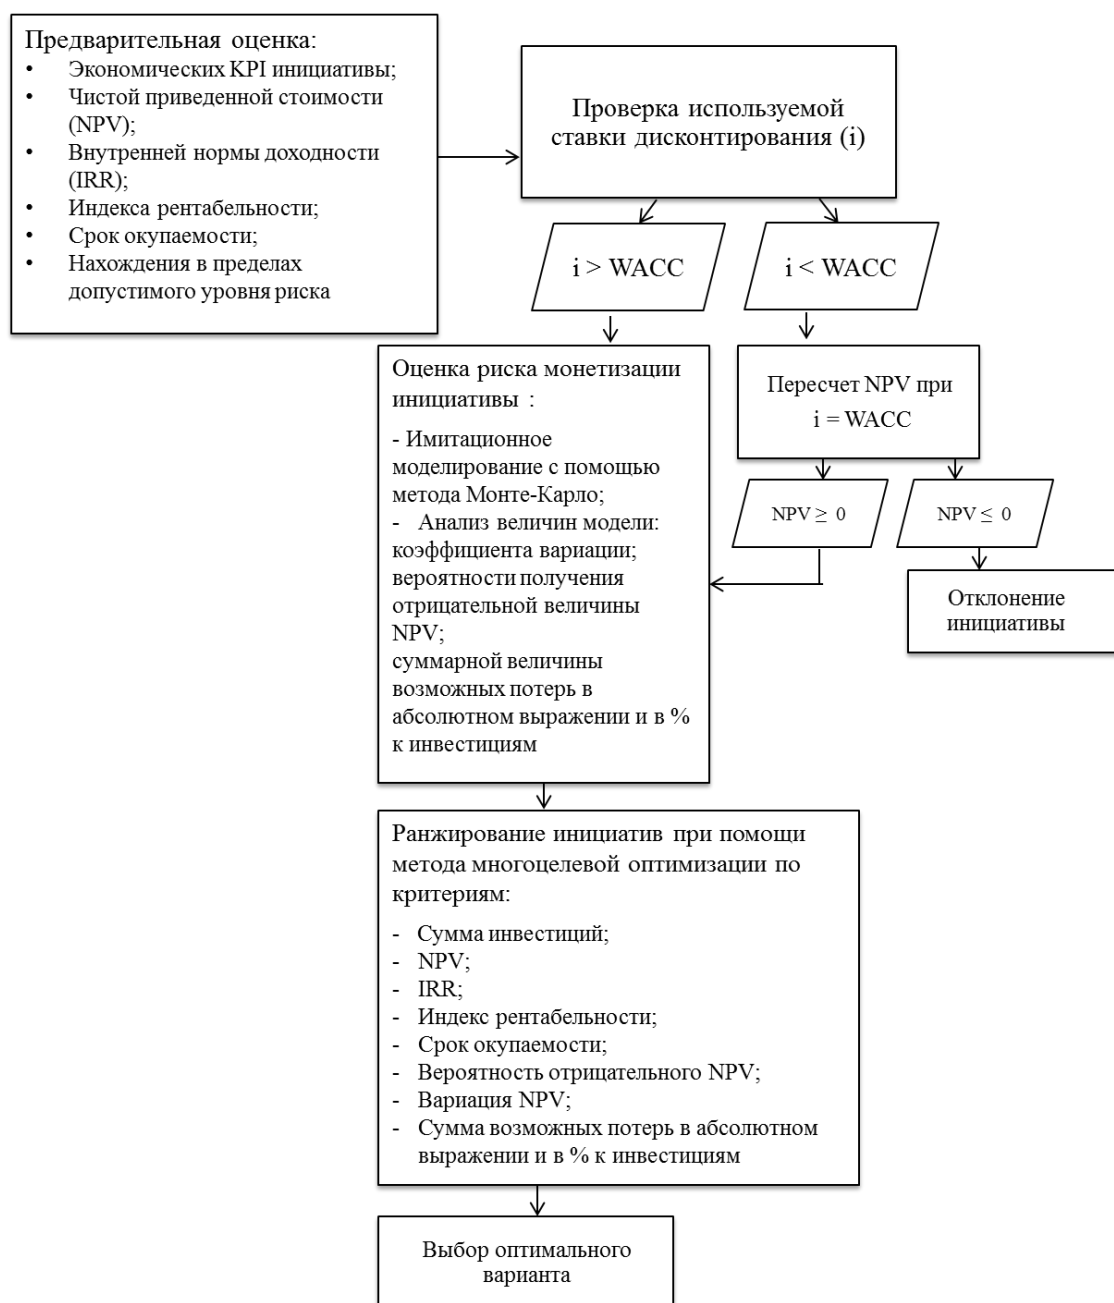 Предварительная оценка:
• Экономических KPI инициативы;
• Чистой приведенной стоимости
(NPV);
• Внутренней нормы доходности
(IRR);
• Индекса рентабельности;
• Срок окупаемости;
• Нахождения в пределах
допустимого уровня риска
Проверка используемой
ставки дисконтирования (i)
i > WACC
i < WACC
Оценка риска монетизации
инициативы :
- Имитационное
моделирование с помощью
метода Монте-Карло;
- Анализ величин модели:
коэффициента вариации;
вероятности получения
отрицательной величины
NPV;
суммарной величины
возможных потерь в
абсолютном выражении и в %
к инвестициям
Пересчет NPV при
i = WACC
NPV ≥ 0
NPV ≤ 0
Отклонение
инициативы
Ранжирование инициатив при помощи
метода многоцелевой оптимизации по
критериям:
- Сумма инвестиций;
- NPV;
- IRR;
- Индекс рентабельности;
- Срок окупаемости;
- Вероятность отрицательного NPV;
- Вариация NPV;
- Сумма возможных потерь в абсолютном
выражении и в % к инвестициям
Выбор оптимального
варианта